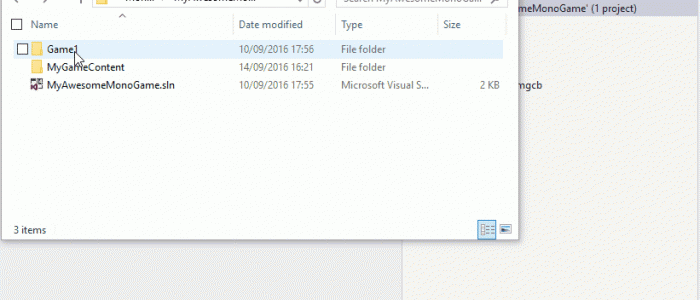 emeMonoGame' (1 project)
Name Date modified Type Size
Game1 10/09/2016 17:56 File folder
MyGameContent 14/09/2016 16:21 File folder
MyAwesomeMonoGame.sln 10/09/2016 17:55 Microsoft Visual S... 2 KB
mgcb
3 items